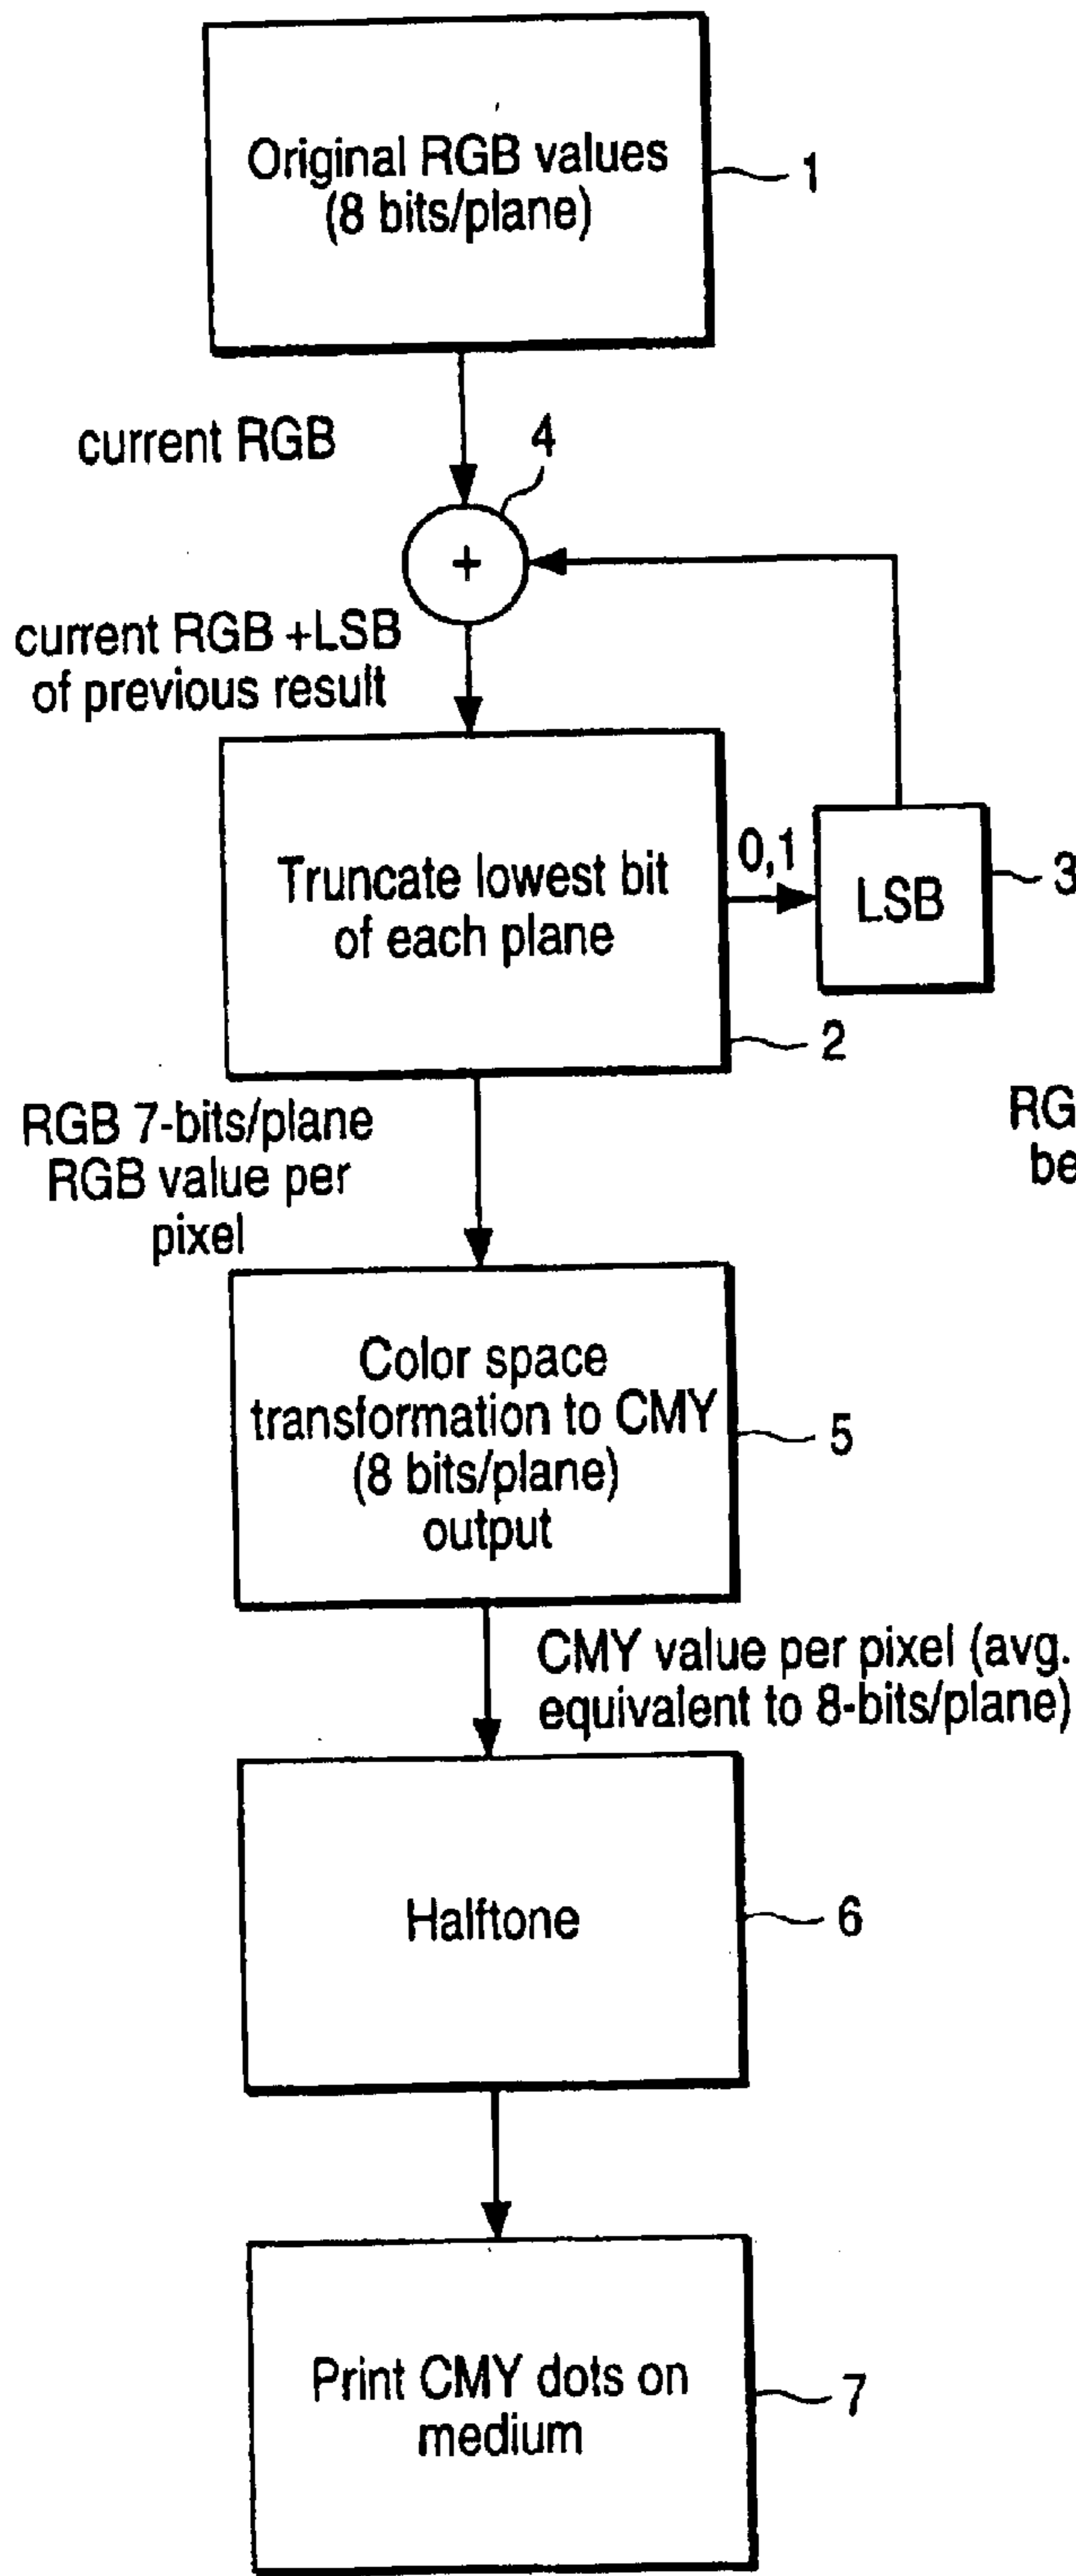 Original RGB values
(8 bits/plane)
1
current RGB
4
+
current RGB +LSB
of previous result
Truncate lowest bit
of each plane
0,1
LSB
3
2
RGB 7-bits/plane
RGB value per
pixel
RG
be
Color space
transformation to CMY
(8 bits/plane)
output
5
CMY value per pixel (avg.
equivalent to 8-bits/plane)
Halftone
6
Print CMY dots on
medium
7